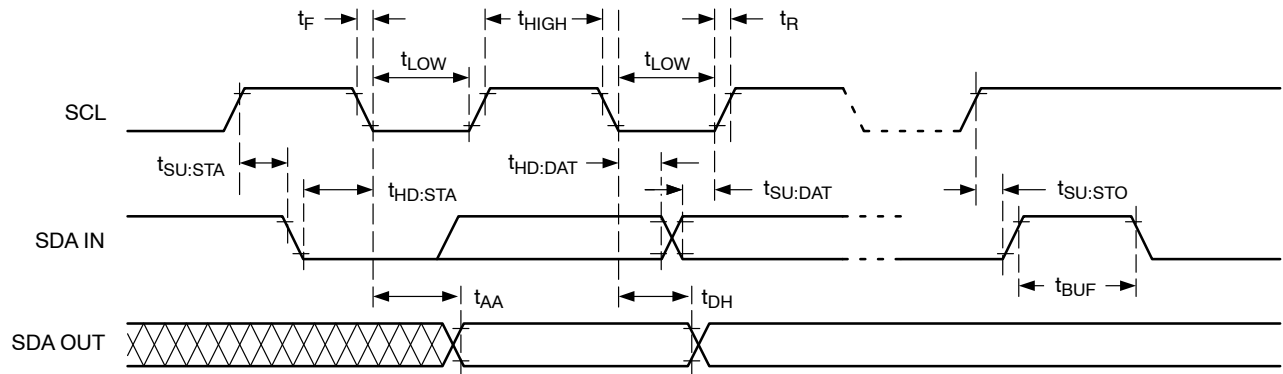 tF
tHIGH
tR
tLOW
tLOW
SCL
tSU:STA
tHD:DAT
tHD:STA
tSU:DAT
tSU:STO
SDA IN
tBUF
tAA
tDH
SDA OUT